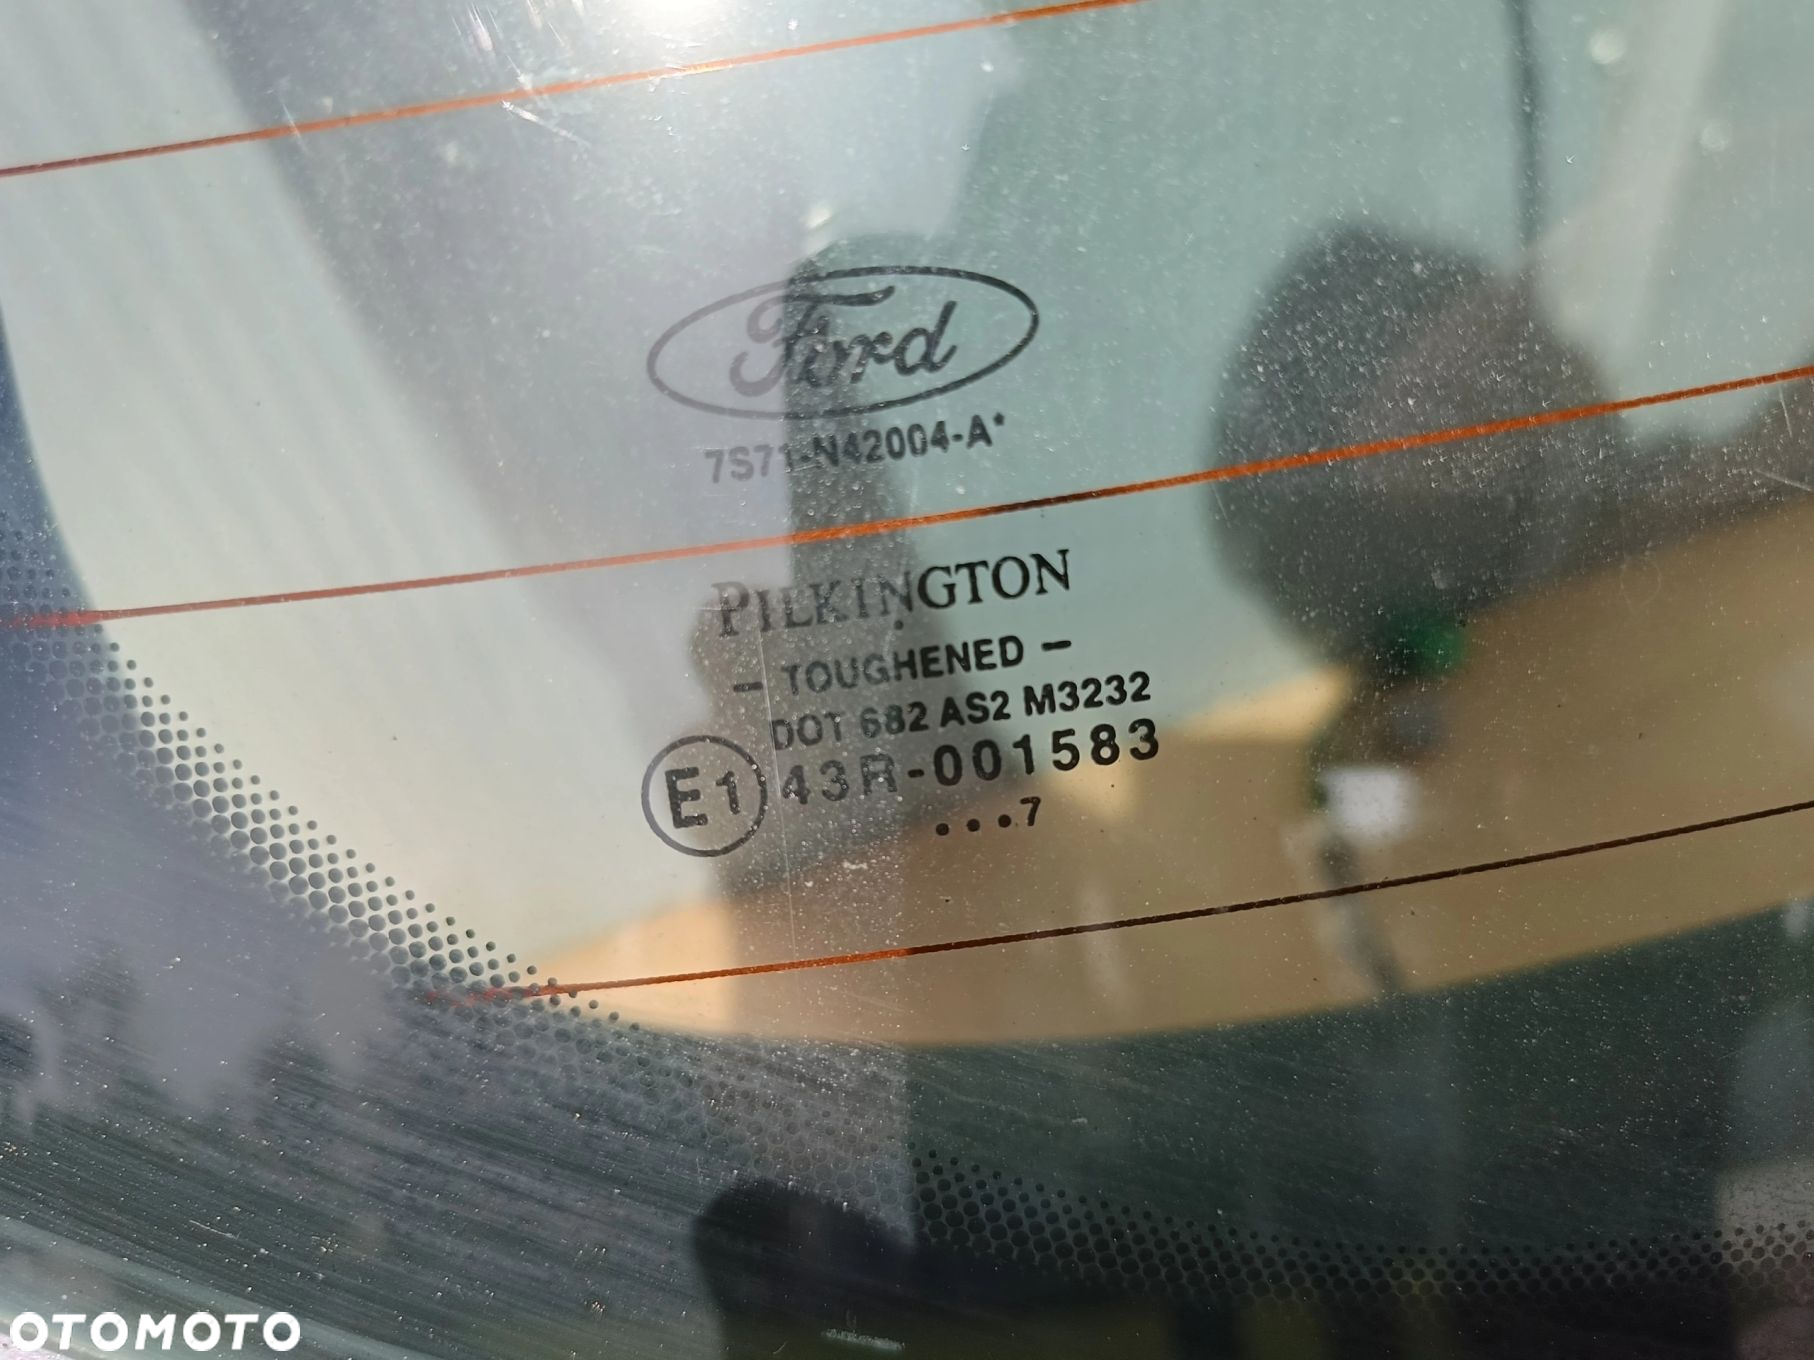 Ford
7S71-N42004-A*
PILKINGTON
- TOUGHENED -
DOT 682 AS2 M3232
E1 43R-001583
. . . . 7
OTOMOTO